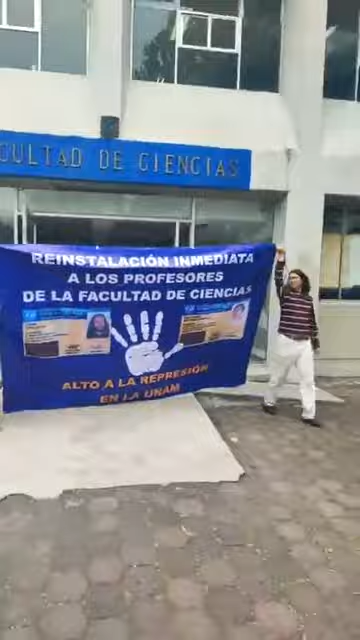 CULTAD DE CIENCIAS
REINSTALACIÓN INMEDIATA
A LOS PROFESORES
DE LA FACULTAD DE CIENCIAS
ALTO A LA REPRESIÓN
EN LA UNAM